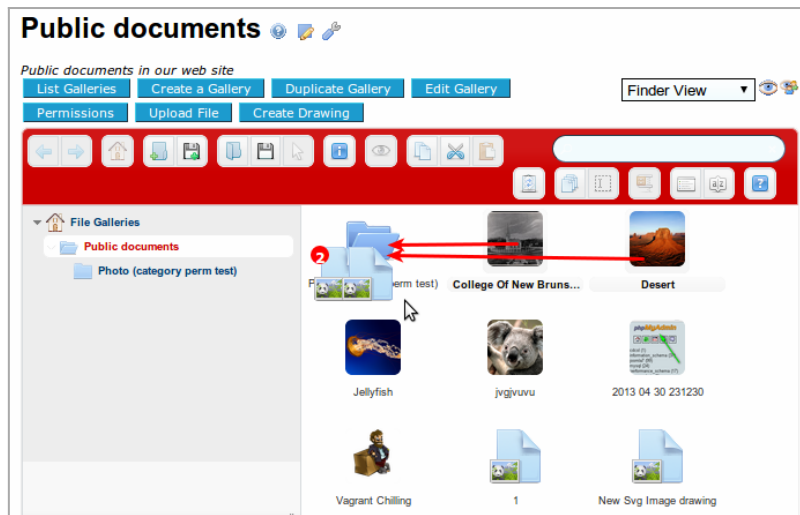 Public documents
Public documents in our web site
List Galleries Create a Gallery Duplicate Gallery Edit Gallery
Finder View
Permissions Upload File Create Drawing
File Galleries
Public documents
Photo (category perm test)
2
P erm test) College Of New Bruns... Desert
Jellyfish jvgjvuvu 2013 04 30 231230
Vagrant Chilling 1 New Svg Image drawing